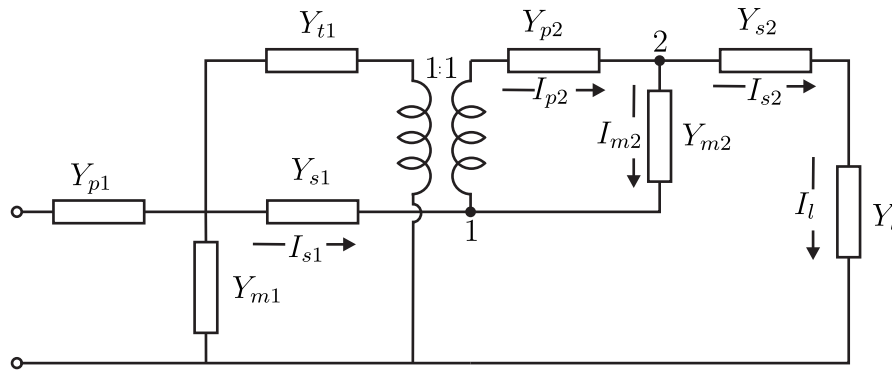 Y_{t1}
1:1
Y_{p2}
2
Y_{s2}
I_{p2}
I_{s2}
I_{m2}
Y_{m2}
Y_{p1}
Y_{s1}
I_{s1}
1
I_l
Y_{m1}